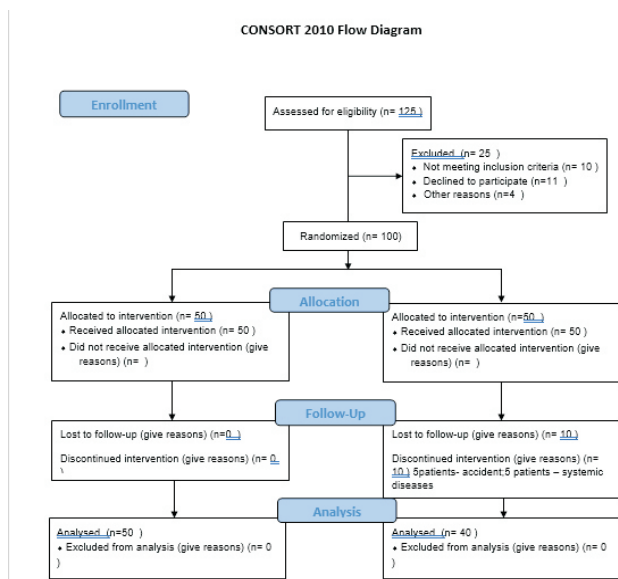 CONSORT 2010 Flow Diagram
Enrollment
Assessed for eligibility (n= 125 )
Excluded (n= 25 )
♦ Not meeting inclusion criteria (n= 10 )
♦ Declined to participate (n=11 )
♦ Other reasons (n=4 )
Randomized (n= 100)
Allocation
Allocated to intervention (n= 50 )
♦ Received allocated intervention (n= 50 )
♦ Did not receive allocated intervention (give
reasons) (n= )
Allocated to intervention (n=50 )
♦ Received allocated intervention (n= 50 )
♦ Did not receive allocated intervention (give
reasons) (n= )
Follow-Up
Lost to follow-up (give reasons) (n=0 )
Discontinued intervention (give reasons) (n= 0
)
Lost to follow-up (give reasons) (n= 10 )
Discontinued intervention (give reasons) (n=
10 ) 5patients- accident;5 patients – systemic
diseases
Analysis
Analysed (n=50 )
♦ Excluded from analysis (give reasons) (n= 0
)
Analysed (n= 40 )
♦ Excluded from analysis (give reasons) (n= 0
)